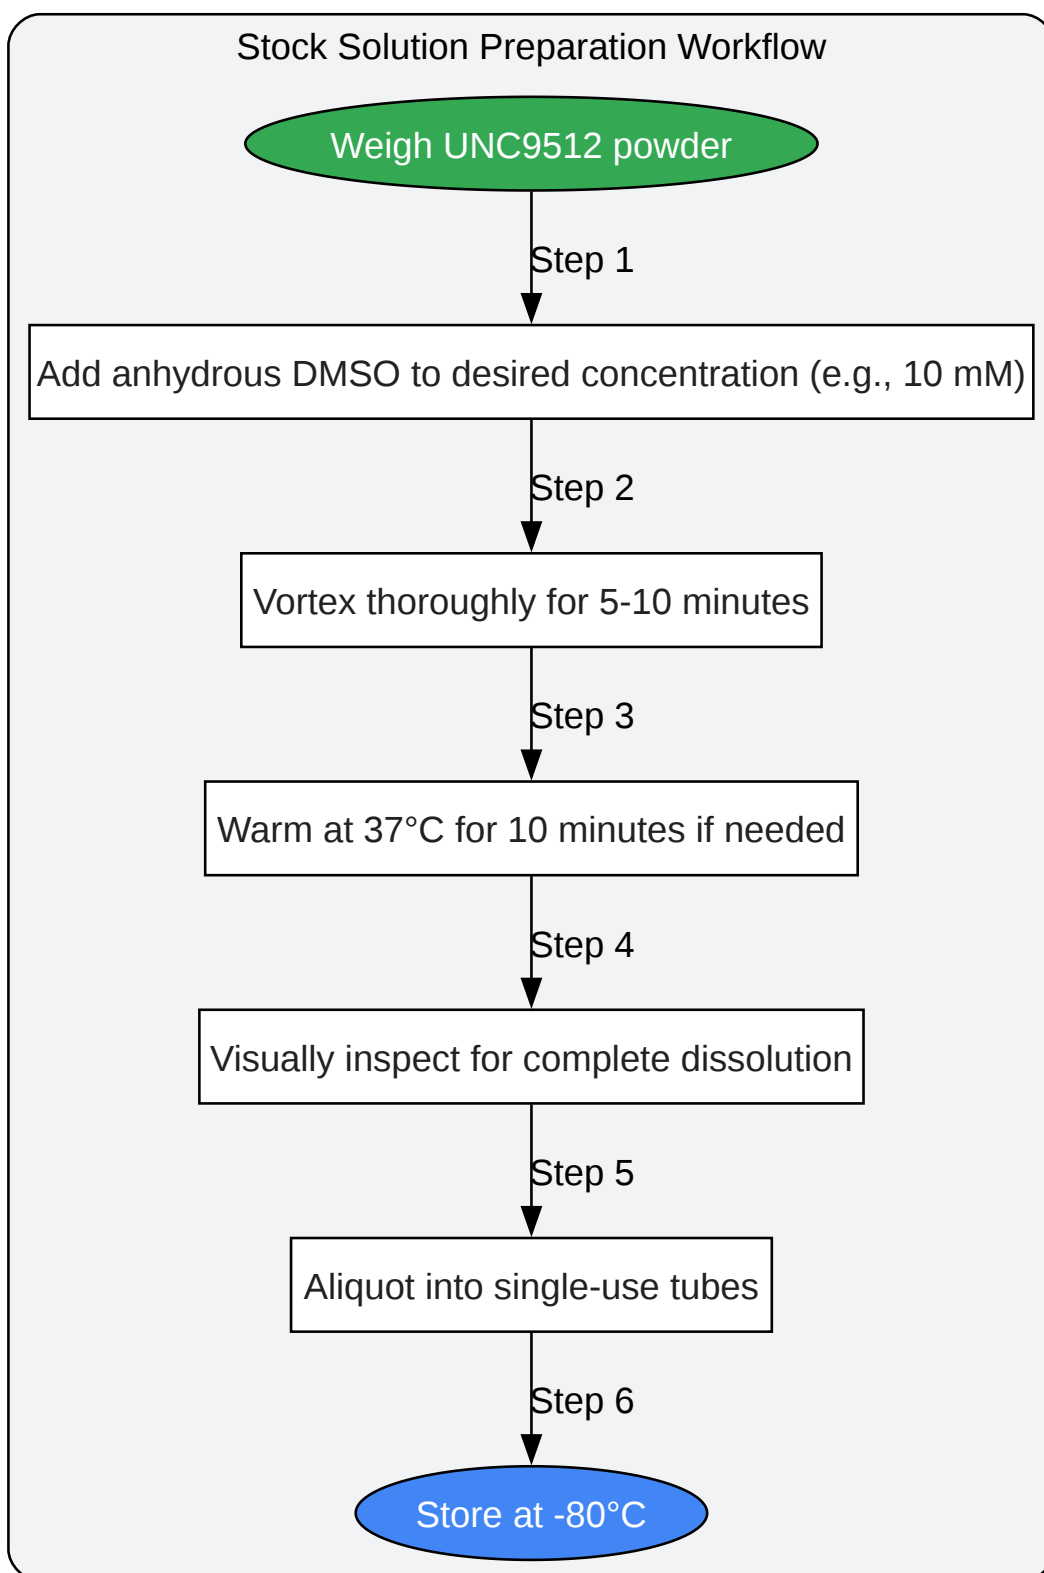 Stock Solution Preparation Workflow
Weigh UNC9512 powder
Step 1
Add anhydrous DMSO to desired concentration (e.g., 10 mM)
Step 2
Vortex thoroughly for 5-10 minutes
Step 3
Warm at 37°C for 10 minutes if needed
Step 4
Visually inspect for complete dissolution
Step 5
Aliquot into single-use tubes
Step 6
Store at -80°C